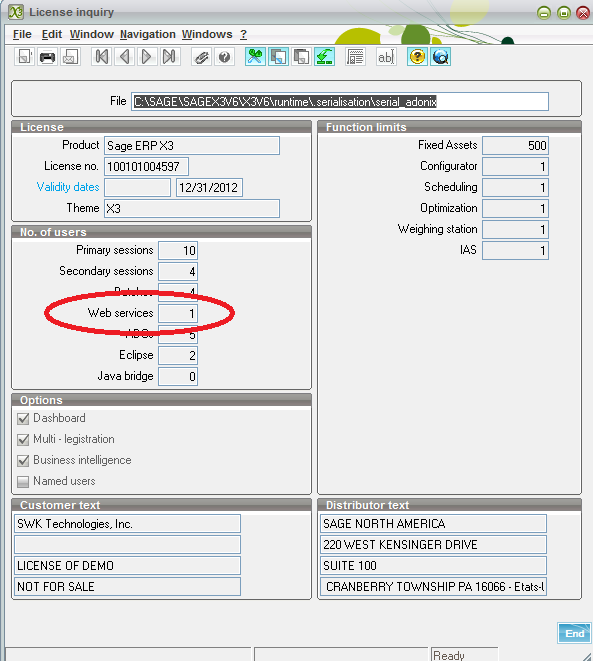 License inquiry
File Edit Window Navigation Windows ?
ab|
File C:\SAGE\SAGEX3V6\X3V6\runtime\.serialisation\serial_adonix
License
Product Sage ERP X3
License no. 100101004597
Validity dates 12/31/2012
Theme X3
No. of users
Primary sessions 10
Secondary sessions 4
4
Web services 1
5
Eclipse 2
Java bridge 0
Options
Dashboard
Multi - legistration
Business intelligence
Named users
Function limits
Fixed Assets 500
Configurator 1
Scheduling 1
Optimization 1
Weighing station 1
IAS 1
Customer text
SWK Technologies, Inc.
LICENSE OF DEMO
NOT FOR SALE
Distributor text
SAGE NORTH AMERICA
220 WEST KENSINGER DRIVE
SUITE 100
CRANBERRY TOWNSHIP PA 16066 - Etats-
End
Ready